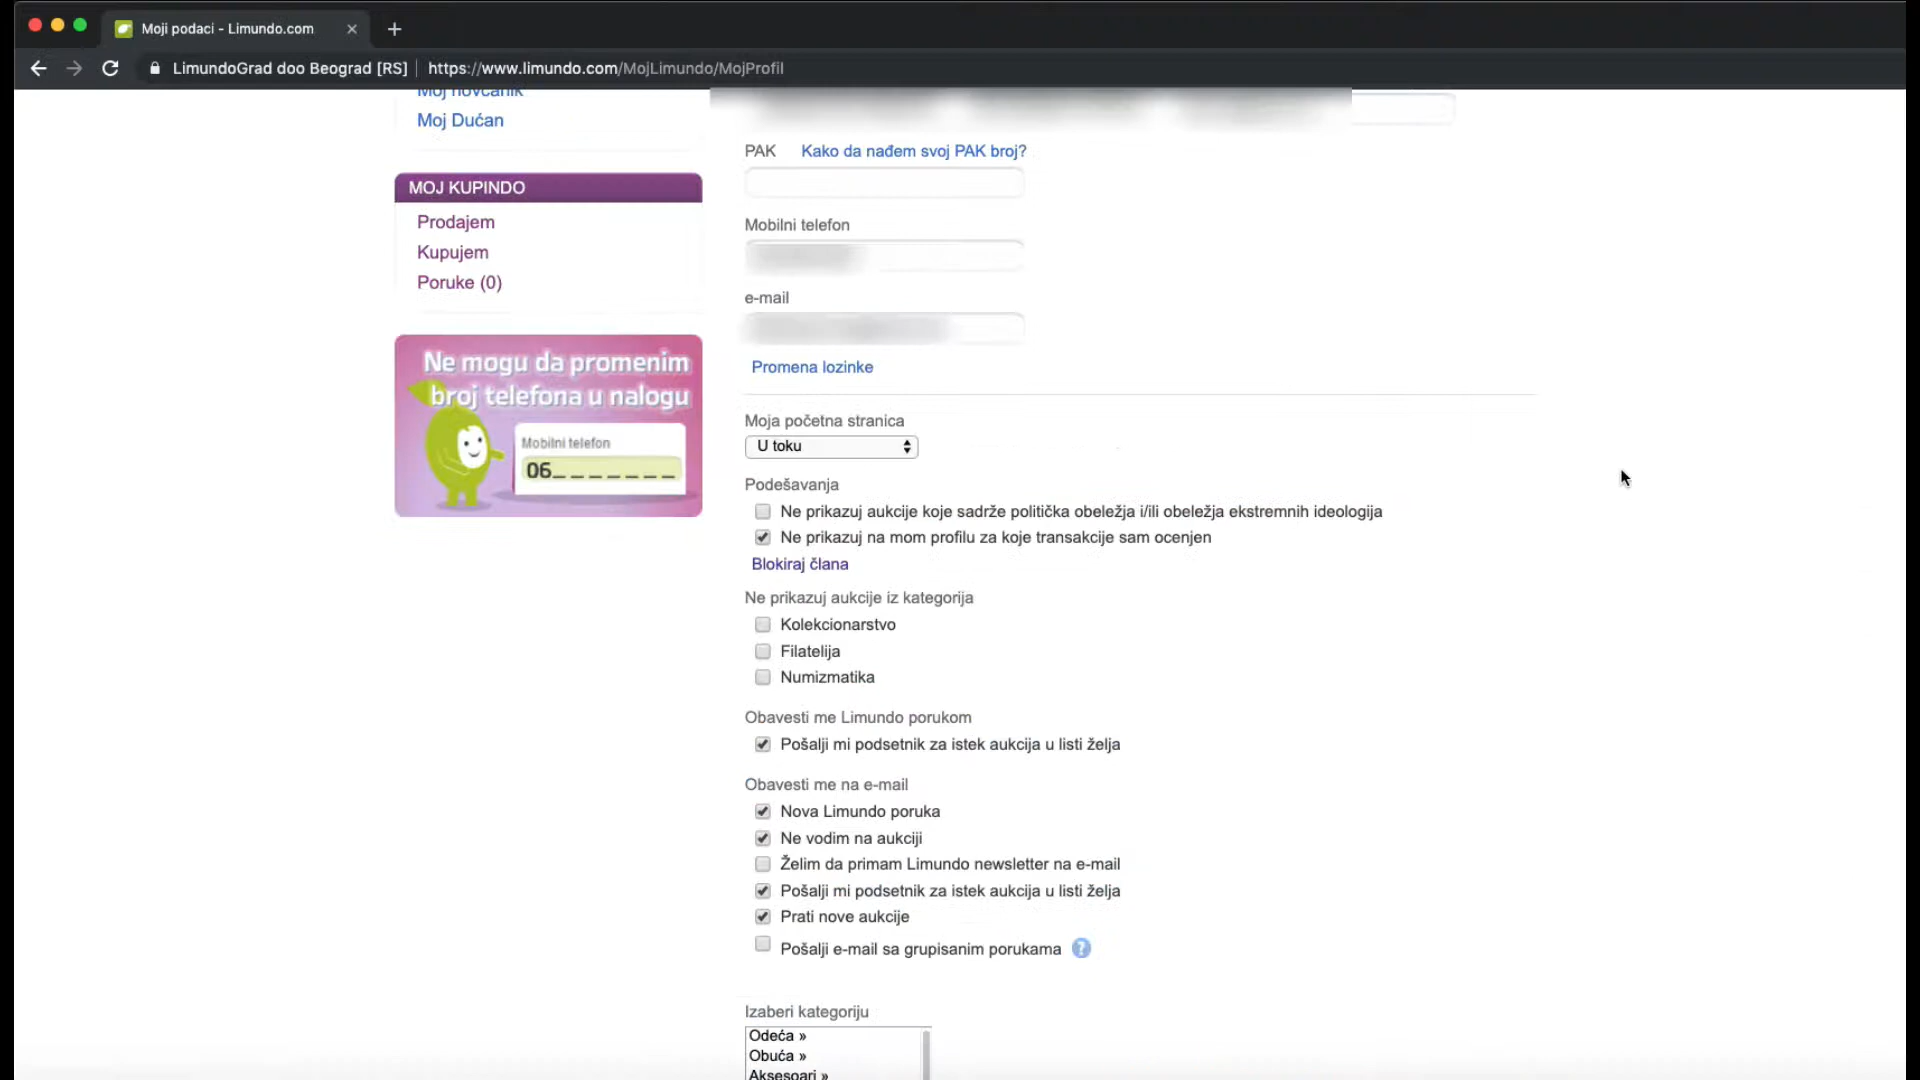 Moji podaci - Limundo.com
LimundoGrad doo Beograd [RS] https://www.limundo.com/MojLimundo/MojProfil
Moj novčanik
Moj Dućan
MOJ KUPINDO
Prodajem
Kupujem
Poruke (0)
Ne mogu da promenim
broj telefona u nalogu
Mobilni telefon
06_ _ _ _ _ _ _
PAK Kako da nađem svoj PAK broj?
Mobilni telefon
e-mail
Promena lozinke
Moja početna stranica
U toku
Podešavanja
Ne prikazuj aukcije koje sadrže politička obeležja i/ili obeležja ekstremnih ideologija
Ne prikazuj na mom profilu za koje transakcije sam ocenjen
Blokiraj člana
Ne prikazuj aukcije iz kategorija
Kolekcionarstvo
Filatelija
Numizmatika
Obavesti me Limundo porukom
Pošalji mi podsetnik za istek aukcija u listi želja
Obavesti me na e-mail
Nova Limundo poruka
Ne vodim na aukciji
Želim da primam Limundo newsletter na e-mail
Pošalji mi podsetnik za istek aukcija u listi želja
Prati nove aukcije
Pošalji e-mail sa grupisanim porukama ?
Izaberi kategoriju
Odeća »
Obuća »
Aksesoari »